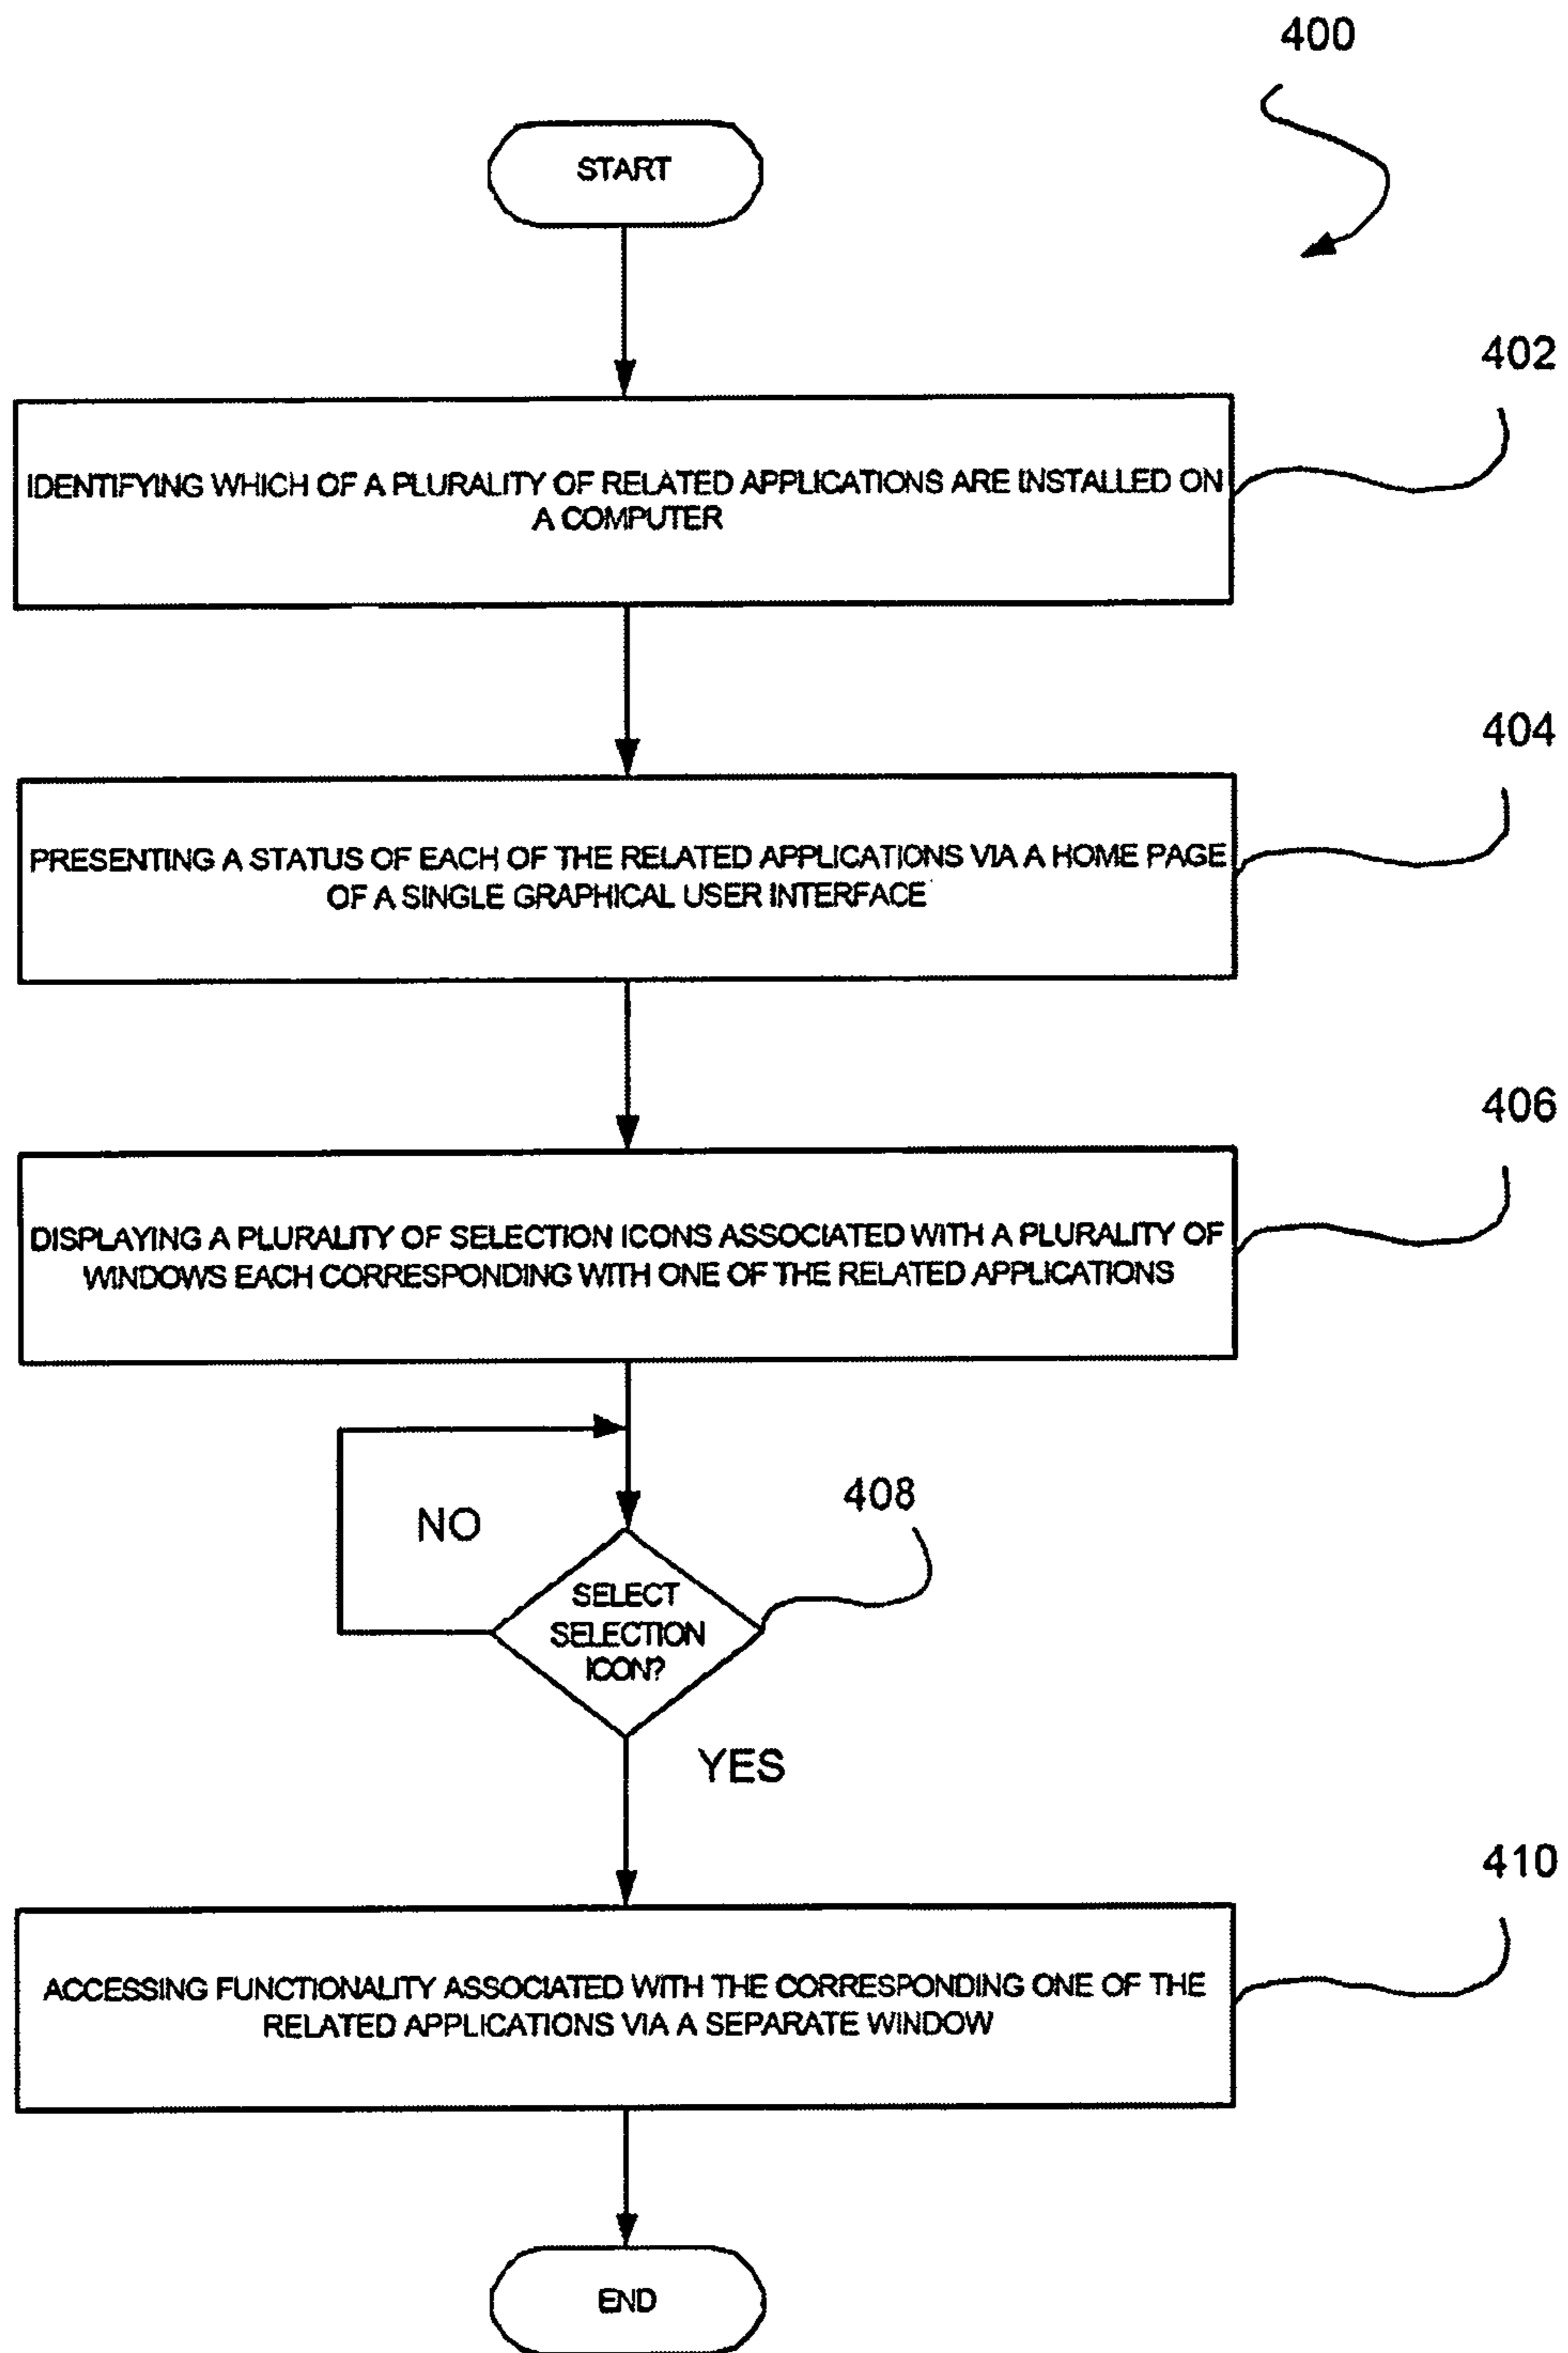 400
START
402
IDENTIFYING WHICH OF A PLURALITY OF RELATED APPLICATIONS ARE INSTALLED ON
A COMPUTER
404
PRESENTING A STATUS OF EACH OF THE RELATED APPLICATIONS VIA A HOME PAGE
OF A SINGLE GRAPHICAL USER INTERFACE
406
DISPLAYING A PLURALITY OF SELECTION ICONS ASSOCIATED WITH A PLURALITY OF
WINDOWS EACH CORRESPONDING WITH ONE OF THE RELATED APPLICATIONS
408
NO
SELECT
SELECTION
ICON?
YES
410
ACCESSING FUNCTIONALITY ASSOCIATED WITH THE CORRESPONDING ONE OF THE
RELATED APPLICATIONS VIA A SEPARATE WINDOW
END